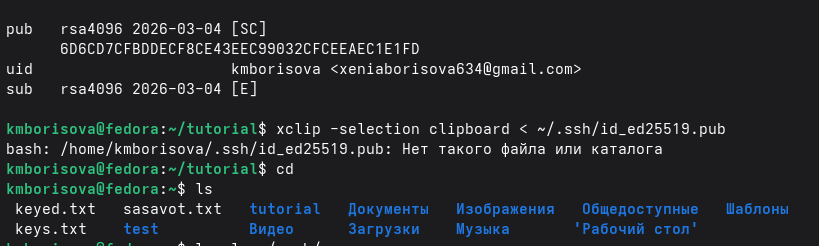 pub   rsa4096 2026-03-04 [SC]
      6D6CD7CFBDDECF8CE43EEC99032CFCEEAEC1E1FD
uid                      kmborisova <xeniaborisova634@gmail.com>
sub   rsa4096 2026-03-04 [E]
kmborisova@fedora:~/tutorial$ xclip -selection clipboard < ~/.ssh/id_ed25519.pub
bash: /home/kmborisova/.ssh/id_ed25519.pub: Нет такого файла или каталога
kmborisova@fedora:~/tutorial$ cd
kmborisova@fedora:~$ ls
 keyed.txt   sasavot.txt   tutorial   Документы   Изображения   Общедоступные   Шаблоны
 keys.txt    test          Видео      Загрузки    Музыка       'Рабочий стол'